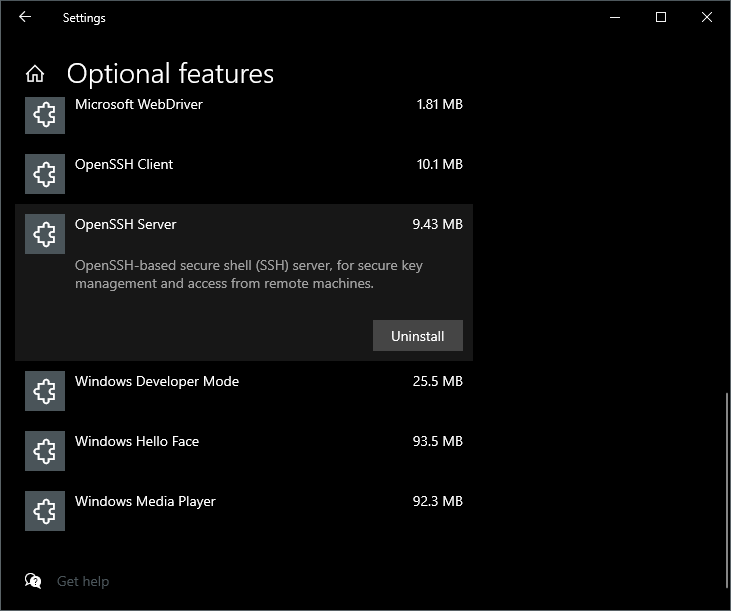 Settings
Optional features
Microsoft WebDriver 1.81 MB
OpenSSH Client 10.1 MB
OpenSSH Server 9.43 MB
OpenSSH-based secure shell (SSH) server, for secure key
management and access from remote machines.
Uninstall
Windows Developer Mode 25.5 MB
Windows Hello Face 93.5 MB
Windows Media Player 92.3 MB
Get help